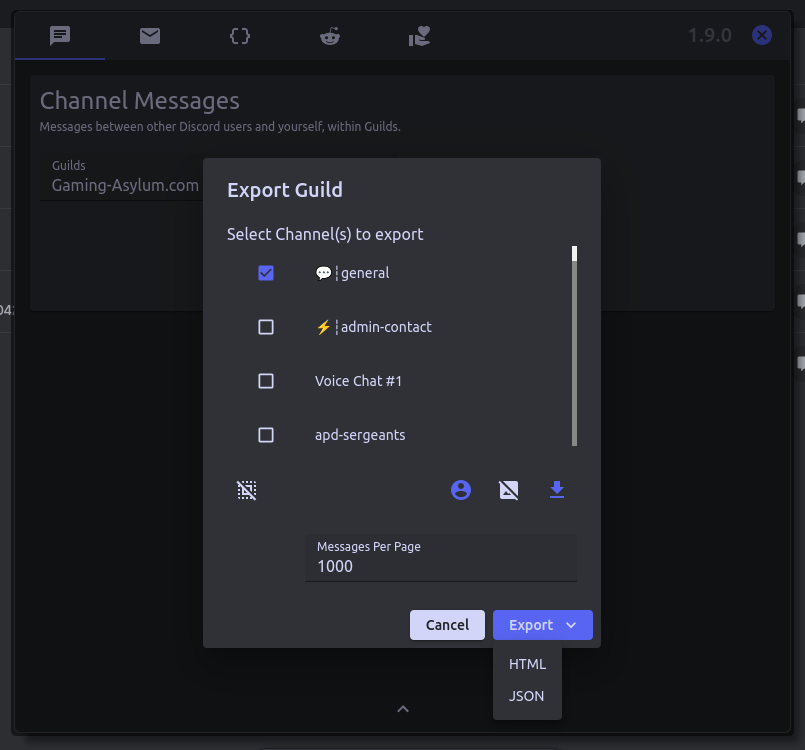 1.9.0
Channel Messages
Messages between other Discord users and yourself, within Guilds.
Guilds
Gaming-Asylum.com
Export Guild
Select Channel(s) to export
💬┆general
⚡┆admin-contact
Voice Chat #1
apd-sergeants
Messages Per Page
1000
Cancel
Export
HTML
JSON